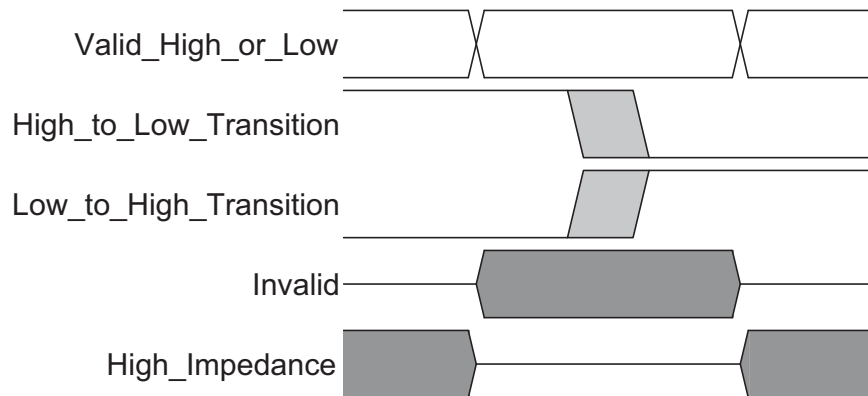 Valid_High_or_Low
High_to_Low_Transition
Low_to_High_Transition
Invalid
High_Impedance